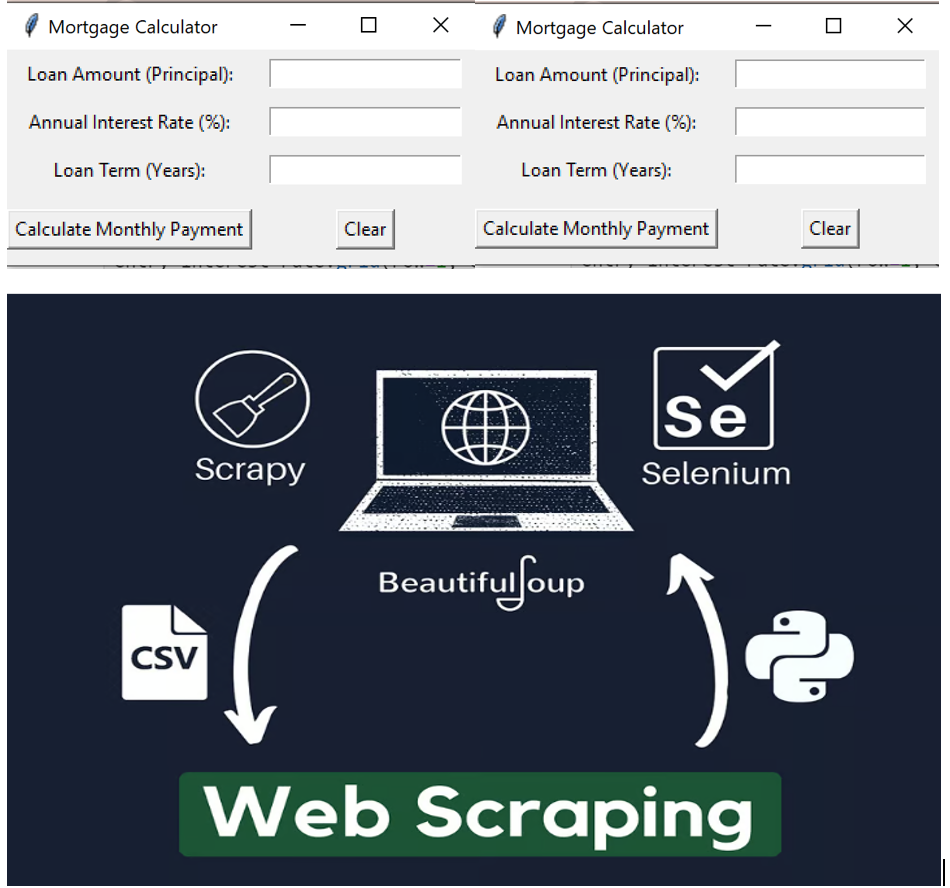 Mortgage Calculator
Loan Amount (Principal):
Annual Interest Rate (%):
Loan Term (Years):
Calculate Monthly Payment Clear
Mortgage Calculator
Loan Amount (Principal):
Annual Interest Rate (%):
Loan Term (Years):
Calculate Monthly Payment Clear
Scrapy
Se
Selenium
BeautifulSoup
CSV
Web Scraping